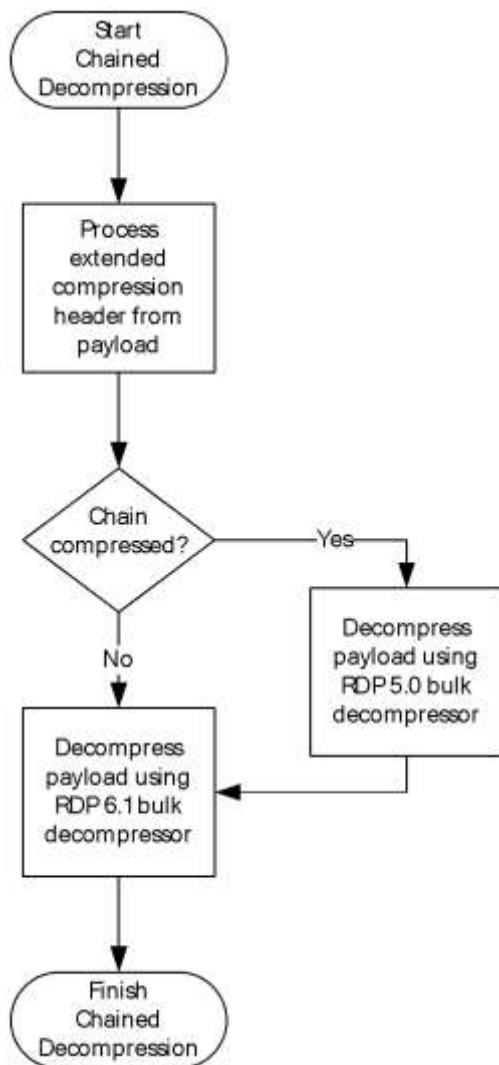 Start
Chained
Decompression
Process
extended
compression
header from
payload
Chain
compressed?
Yes
No
Decompress
payload using
RDP 5.0 bulk
decompressor
Decompress
payload using
RDP 6.1 bulk
decompressor
Finish
Chained
Decompression